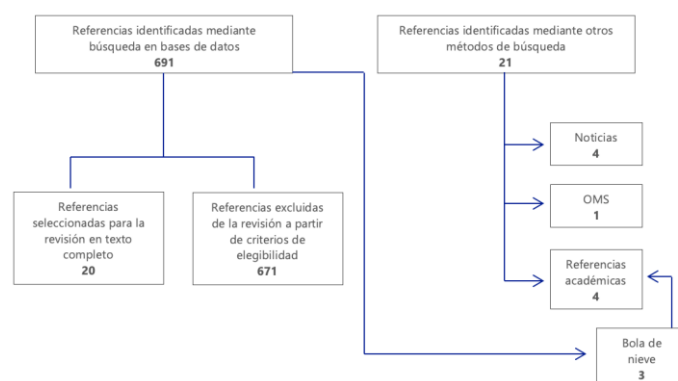 Referencias identificadas mediante
búsqueda en bases de datos
691
Referencias identificadas mediante otros
métodos de búsqueda
21
Noticias
4
OMS
1
Referencias
seleccionadas para la
revisión en texto
completo
20
Referencias excluidas
de la revisión a partir
de criterios de
elegibilidad
671
Referencias
académicas
4
Bola de
nieve
3